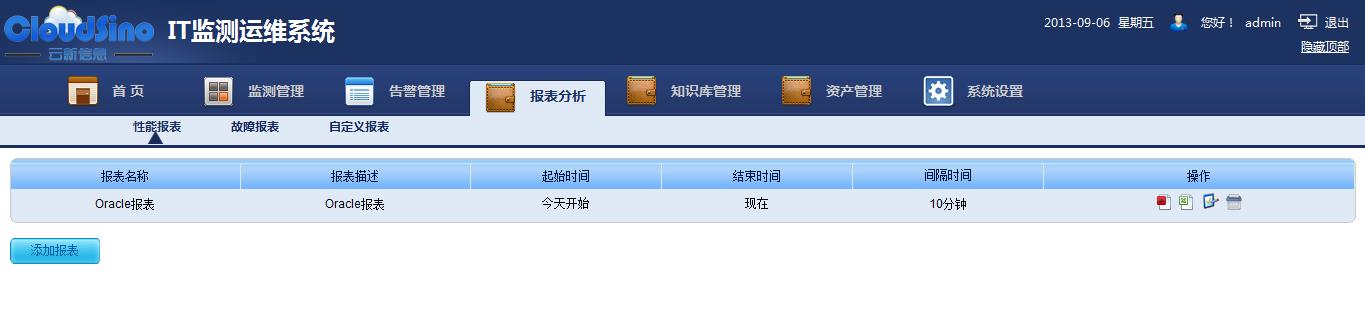 CloudSino
云新信息
IT监测运维系统
2013-09-06 星期五 您好！ admin 退出
隐藏顶部
首 页 监测管理 告警管理 报表分析 知识库管理 资产管理 系统设置
性能报表 故障报表 自定义报表
报表名称 报表描述 起始时间 结束时间 间隔时间 操作
Oracle报表 Oracle报表 今天开始 现在 10分钟
添加报表